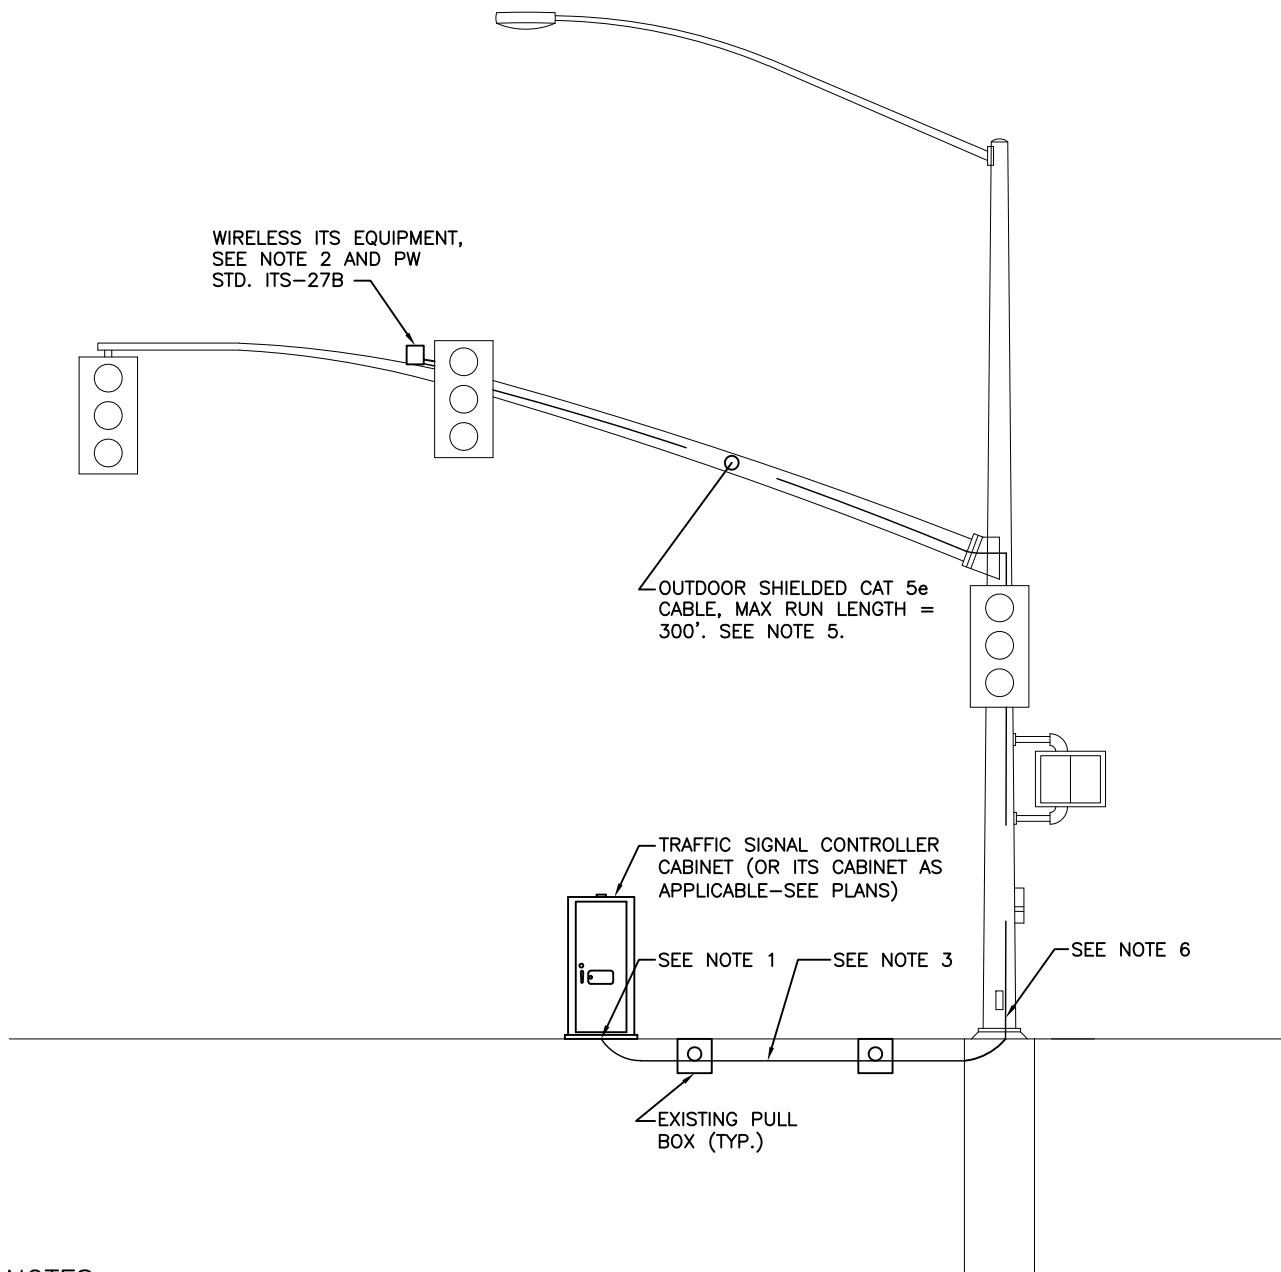 WIRELESS ITS EQUIPMENT,
SEE NOTE 2 AND PW
STD. ITS-27B
OUTDOOR SHIELDED CAT 5e
CABLE, MAX RUN LENGTH =
300'. SEE NOTE 5.
TRAFFIC SIGNAL CONTROLLER
CABINET (OR ITS CABINET AS
APPLICABLE-SEE PLANS)
SEE NOTE 1
SEE NOTE 3
SEE NOTE 6
EXISTING PULL
BOX (TYP.)